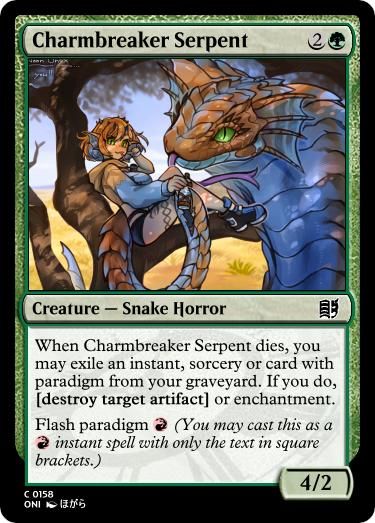 Charmbreaker Serpent 2
you!!
Creature — Snake Horror
When Charmbreaker Serpent dies, you
may exile an instant, sorcery or card with
paradigm from your graveyard. If you do,
[destroy target artifact] or enchantment.
Flash paradigm (You may cast this as a
instant spell with only the text in square
brackets.)
4/2
C 0158
ONI ほがら